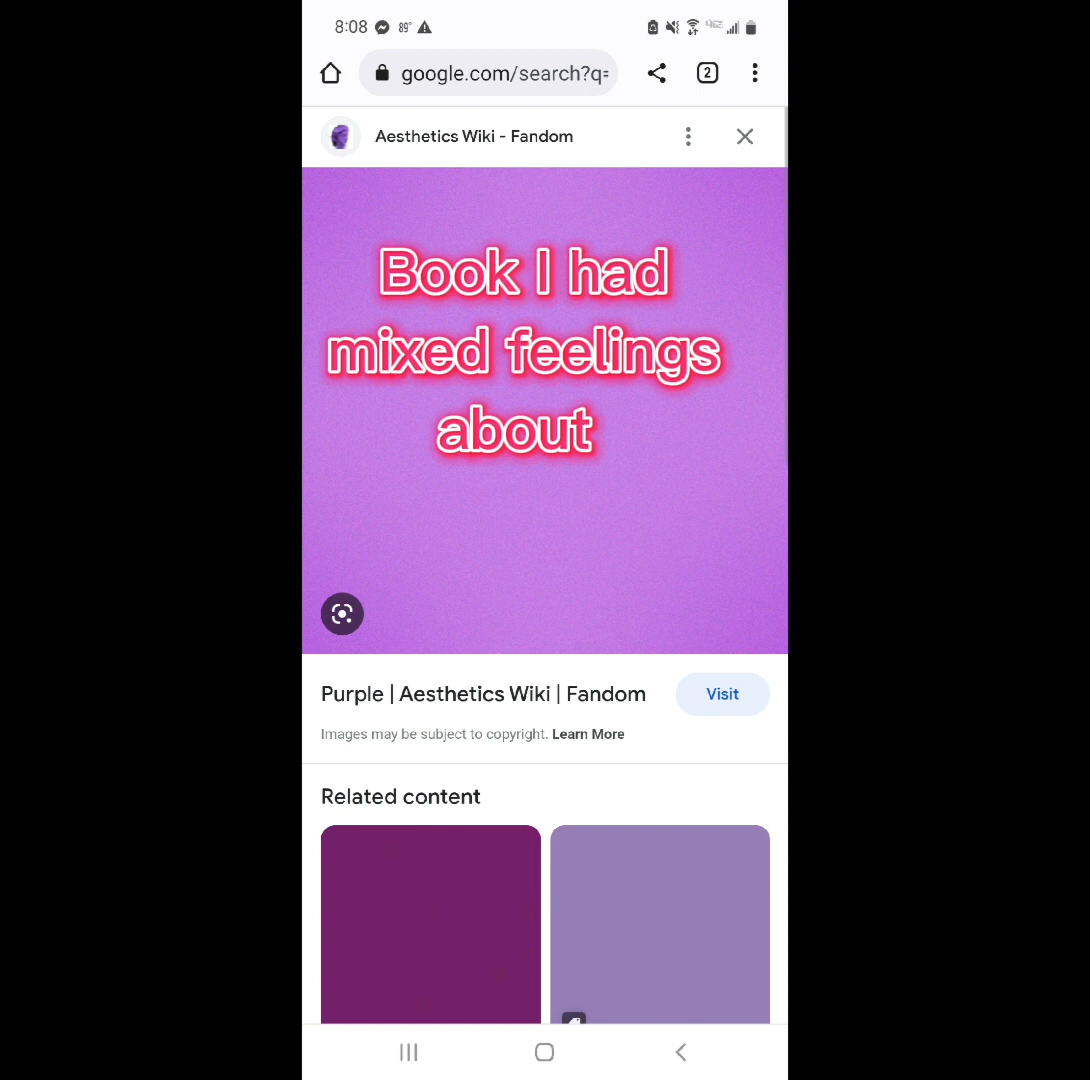 8:08 89°
google.com/search?q=
2
Aesthetics Wiki - Fandom
Book I had
mixed feelings
about
Purple | Aesthetics Wiki | Fandom
Visit
Images may be subject to copyright. Learn More
Related content